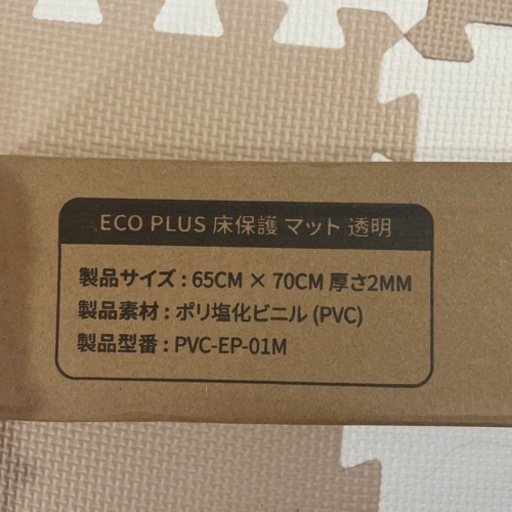 ECO PLUS 床保護 マット 透明
製品サイズ : 65CM × 70CM 厚さ2MM
製品素材 : ポリ塩化ビニル (PVC)
製品型番 : PVC-EP-01M